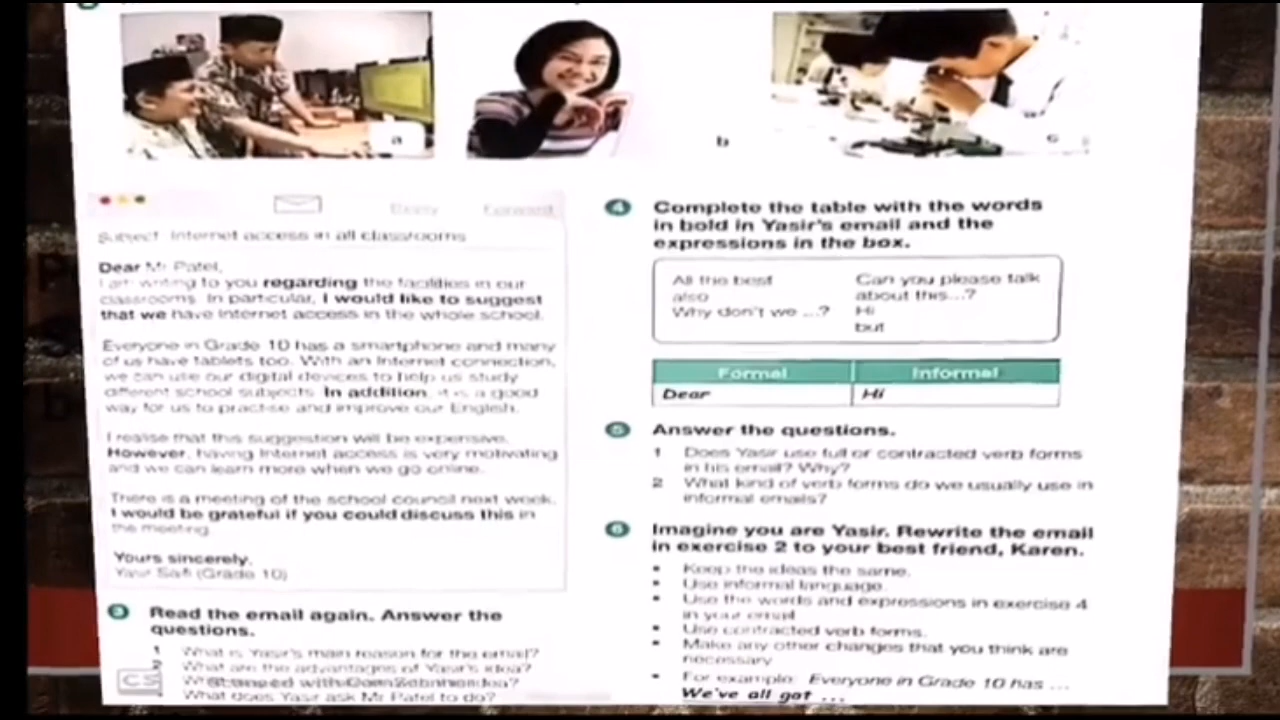 a
b
c
Reply Forward
Subject: Internet access in all classrooms
Dear Mr Patel,
I am writing to you regarding the facilities in our
classrooms. In particular, I would like to suggest
that we have Internet access in the whole school.
Everyone in Grade 10 has a smartphone and many
of us have tablets too. With an Internet connection,
we can use our digital devices to help us study
different school subjects. In addition, it is a good
way for us to practise and improve our English.
I realise that this suggestion will be expensive.
However, having Internet access is very motivating
and we can learn more when we go online.
There is a meeting of the school council next week.
I would be grateful if you could discuss this in
the meeting.
Yours sincerely,
Yasir Safi (Grade 10)
3 Read the email again. Answer the
questions.
1 What is Yasir's main reason for the email?
2 What are the advantages of Yasir's idea?
What does Yasir ask Mr Patel to do?
CS
Scanned with CamScanner
4 Complete the table with the words
in bold in Yasir's email and the
expressions in the box.
All the best
also
Why don't we ...?
Can you please talk
about this...?
Hi
but
Formal Informal
Dear Hi
5 Answer the questions.
1 Does Yasir use full or contracted verb forms
in his email? Why?
2 What kind of verb forms do we usually use in
informal emails?
6 Imagine you are Yasir. Rewrite the email
in exercise 2 to your best friend, Karen.
• Keep the ideas the same.
• Use informal language.
• Use the words and expressions in exercise 4
in your email
• Use contracted verb forms.
• Make any other changes that you think are
necessary
• For example: Everyone in Grade 10 has ...
We've all got ...